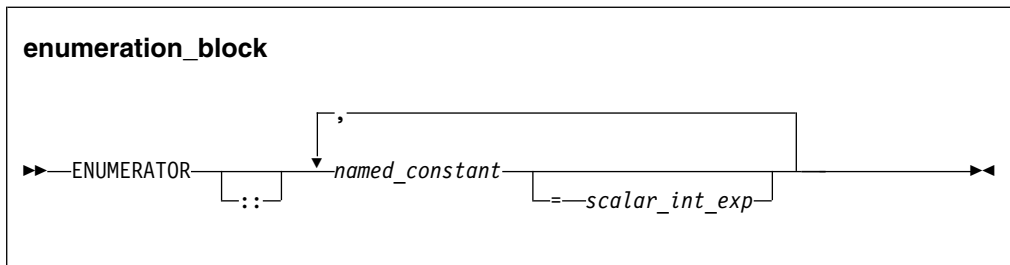 enumeration_block
,
ENUMERATOR named_constant
:: = scalar_int_exp